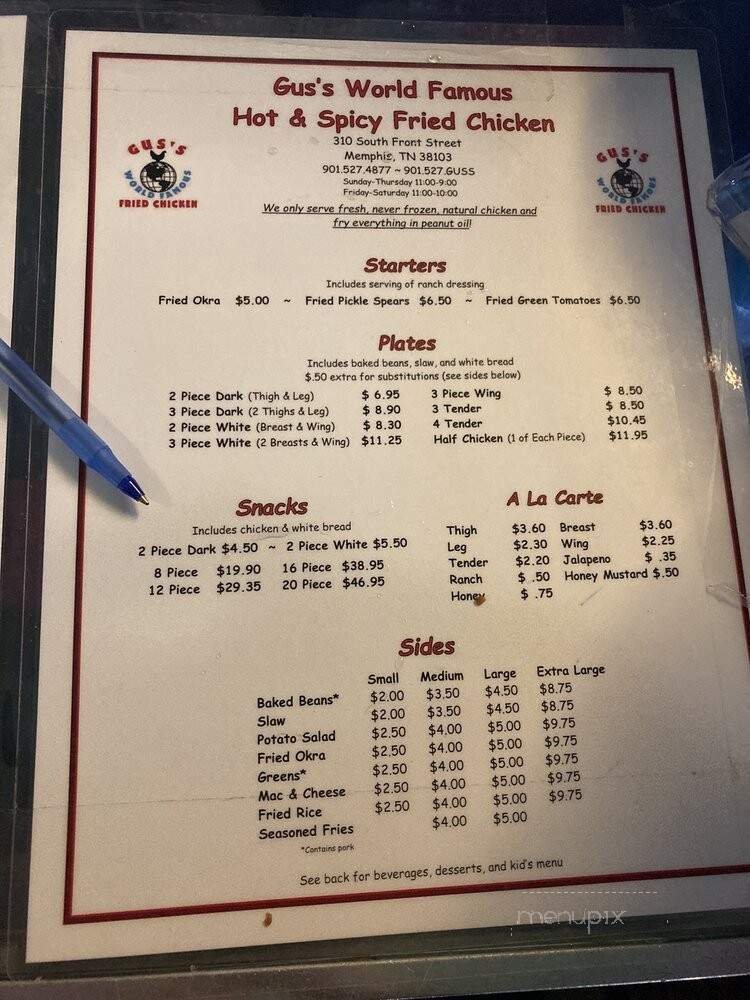 Gus's World Famous
Hot & Spicy Fried Chicken
310 South Front Street
Memphis, TN 38103
901.527.4877 ~ 901.527.GUSS
Sunday-Thursday 11:00-9:00
Friday-Saturday 11:00-10:00
GUS'S
WORLD FAMOUS
FRIED CHICKEN
GUS'S
WORLD FAMOUS
FRIED CHICKEN
We only serve fresh, never frozen, natural chicken and
fry everything in peanut oil!
Starters
Includes serving of ranch dressing
Fried Okra $5.00 ~ Fried Pickle Spears $6.50 ~ Fried Green Tomatoes $6.50
Plates
Includes baked beans, slaw, and white bread
$.50 extra for substitutions (see sides below)
2 Piece Dark (Thigh & Leg) $ 6.95 3 Piece Wing $ 8.50
3 Piece Dark (2 Thighs & Leg) $ 8.90 3 Tender $ 8.50
2 Piece White (Breast & Wing) $ 8.30 4 Tender $10.45
3 Piece White (2 Breasts & Wing) $11.25 Half Chicken (1 of Each Piece) $11.95
Snacks
Includes chicken & white bread
2 Piece Dark $4.50 ~ 2 Piece White $5.50
8 Piece $19.90 16 Piece $38.95
12 Piece $29.35 20 Piece $46.95
A La Carte
Thigh $3.60 Breast $3.60
Leg $2.30 Wing $2.25
Tender $2.20 Jalapeno $ .35
Ranch $ .50 Honey Mustard $.50
Honey $ .75
Sides
Small Medium Large Extra Large
Baked Beans* $2.00 $3.50 $4.50 $8.75
Slaw $2.00 $3.50 $4.50 $8.75
Potato Salad $2.50 $4.00 $5.00 $9.75
Fried Okra $2.50 $4.00 $5.00 $9.75
Greens* $2.50 $4.00 $5.00 $9.75
Mac & Cheese $2.50 $4.00 $5.00 $9.75
Fried Rice $2.50 $4.00 $5.00 $9.75
Seasoned Fries $4.00 $5.00
*Contains pork
See back for beverages, desserts, and kid's menu
menupix